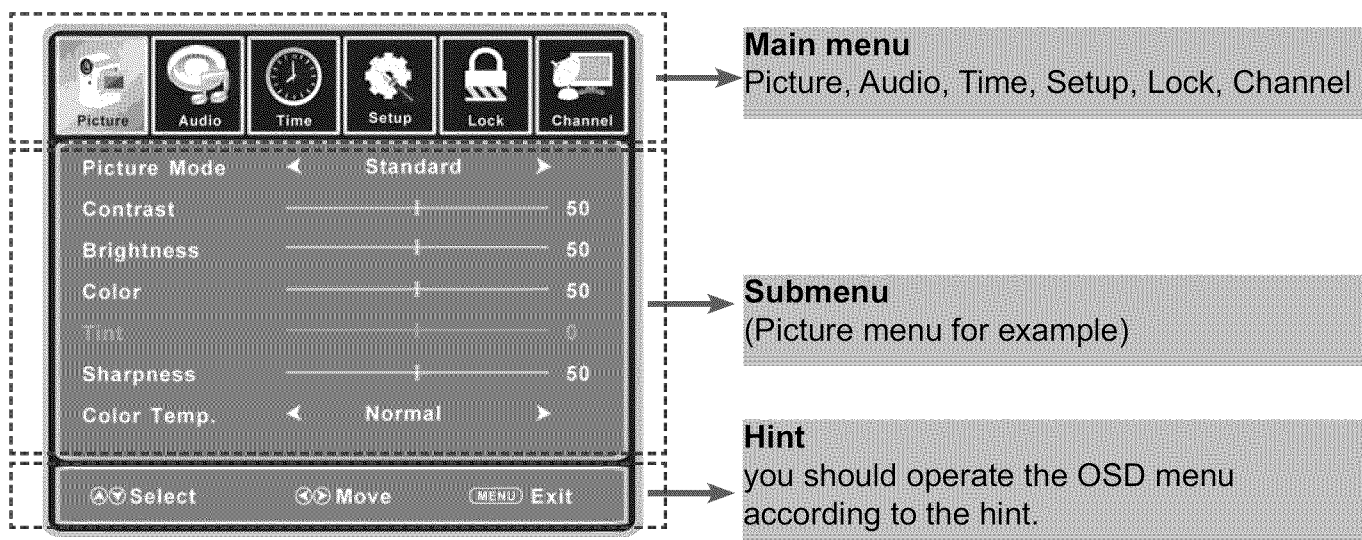 Picture Audio Time Setup Lock Channel
Picture Mode Standard
Contrast 50
Brightness 50
Color 50
Tint 0
Sharpness 50
Color Temp. Normal
Select Move MENU Exit
Main menu
Picture, Audio, Time, Setup, Lock, Channel
Submenu
(Picture menu for example)
Hint
you should operate the OSD menu
according to the hint.